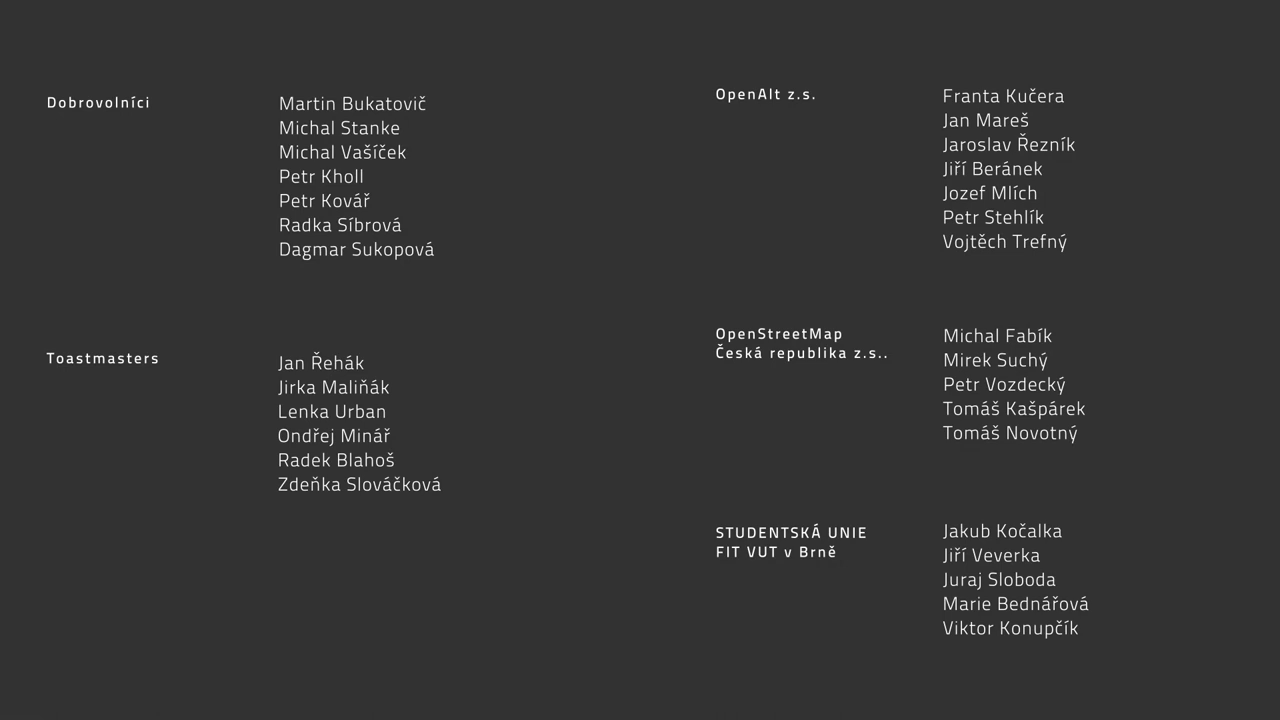 Dobrovolníci
Martin Bukatovič
Michal Stanke
Michal Vašíček
Petr Kholl
Petr Kovář
Radka Síbrová
Dagmar Sukopová
Toastmasters
Jan Řehák
Jirka Maliňák
Lenka Urban
Ondřej Minář
Radek Blahoš
Zdeňka Slováčková
OpenAlt z.s.
Franta Kučera
Jan Mareš
Jaroslav Řezník
Jiří Beránek
Jozef Mlích
Petr Stehlík
Vojtěch Trefný
OpenStreetMap
Česká republika z.s..
Michal Fabík
Mirek Suchý
Petr Vozdecký
Tomáš Kašpárek
Tomáš Novotný
STUDENTSKÁ UNIE
FIT VUT v Brně
Jakub Kočalka
Jiří Veverka
Juraj Sloboda
Marie Bednářová
Viktor Konupčík